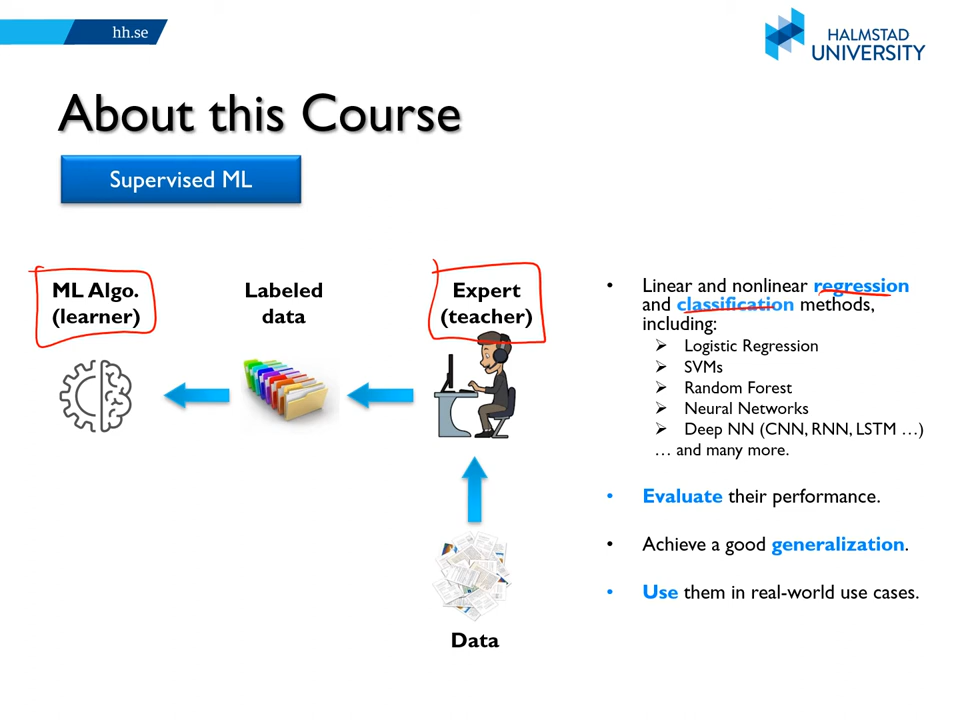 hh.se
HALMSTAD
UNIVERSITY
About this Course
Supervised ML
ML Algo.
(learner)
Labeled
data
Expert
(teacher)
Data
• Linear and nonlinear regression
and classification methods,
including:
➢ Logistic Regression
➢ SVMs
➢ Random Forest
➢ Neural Networks
➢ Deep NN (CNN, RNN, LSTM …)
… and many more.
• Evaluate their performance.
• Achieve a good generalization.
• Use them in real-world use cases.